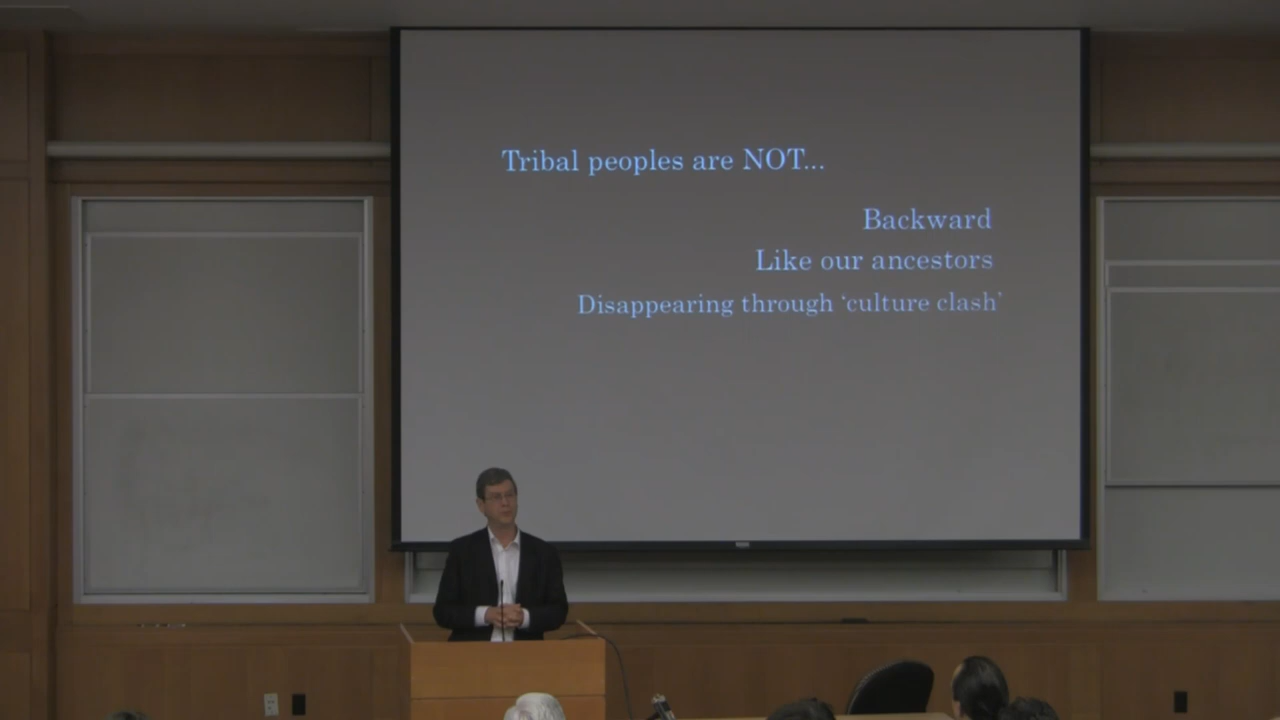 Tribal peoples are NOT...
Backward
Like our ancestors
Disappearing through ‘culture clash’